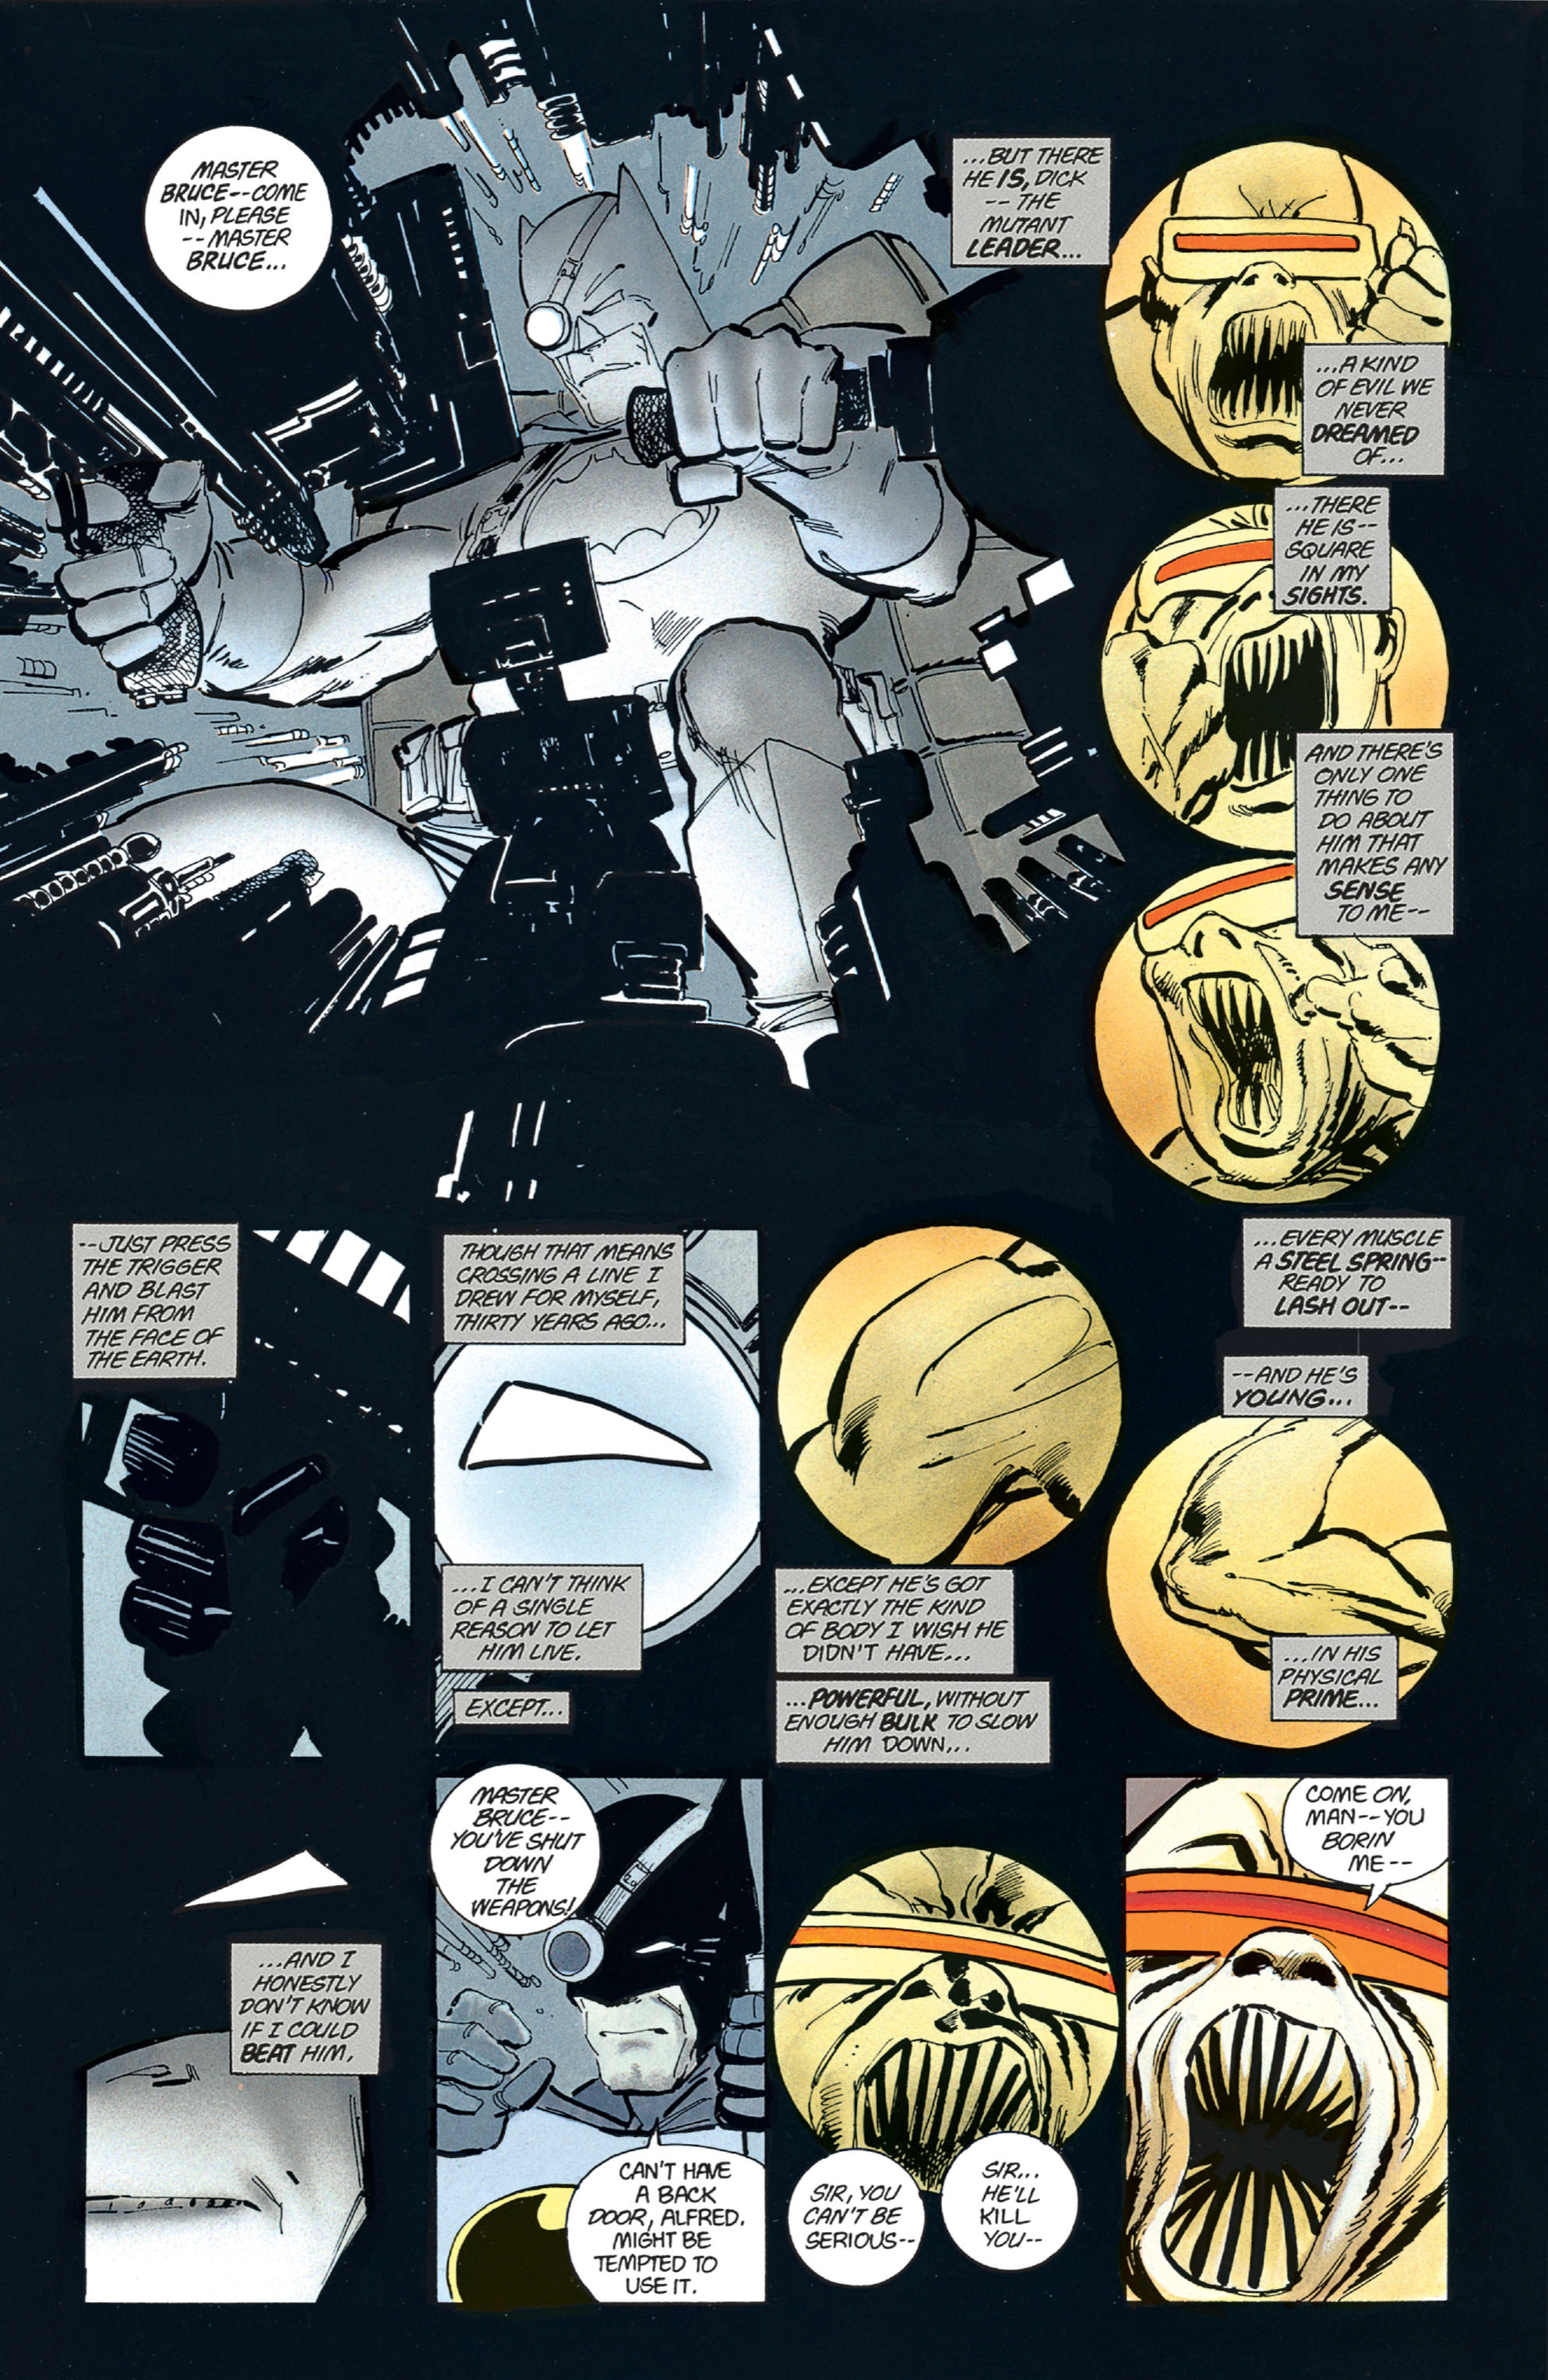 MASTER
BRUCE--COME
IN, PLEASE
--MASTER
BRUCE...
...BUT THERE
HE IS, DICK
--THE
MUTANT
LEADER...
...A KIND
OF EVIL WE
NEVER
DREAMED
OF...
...THERE
HE IS--
SQUARE
IN MY
SIGHTS.
AND THERE'S
ONLY ONE
THING TO
DO ABOUT
HIM THAT
MAKES ANY
SENSE
TO ME--
--JUST PRESS
THE TRIGGER
AND BLAST
HIM FROM
THE FACE OF
THE EARTH.
THOUGH THAT MEANS
CROSSING A LINE I
DREW FOR MYSELF,
THIRTY YEARS AGO...
...I CAN'T THINK
OF A SINGLE
REASON TO LET
HIM LIVE.
EXCEPT...
...EXCEPT HE'S GOT
EXACTLY THE KIND
OF BODY I WISH HE
DIDN'T HAVE...
...POWERFUL, WITHOUT
ENOUGH BULK TO SLOW
HIM DOWN...
...EVERY MUSCLE
A STEEL SPRING--
READY TO
LASH OUT--
--AND HE'S
YOUNG...
...IN HIS
PHYSICAL
PRIME...
...AND I
HONESTLY
DON'T KNOW
IF I COULD
BEAT HIM.
MASTER
BRUCE--
YOU'VE SHUT
DOWN
THE
WEAPONS!
CAN'T HAVE
A BACK
DOOR, ALFRED.
MIGHT BE
TEMPTED TO
USE IT.
SIR, YOU
CAN'T BE
SERIOUS--
SIR...
HE'LL
KILL
YOU--
COME ON,
MAN--YOU
BORIN
ME--